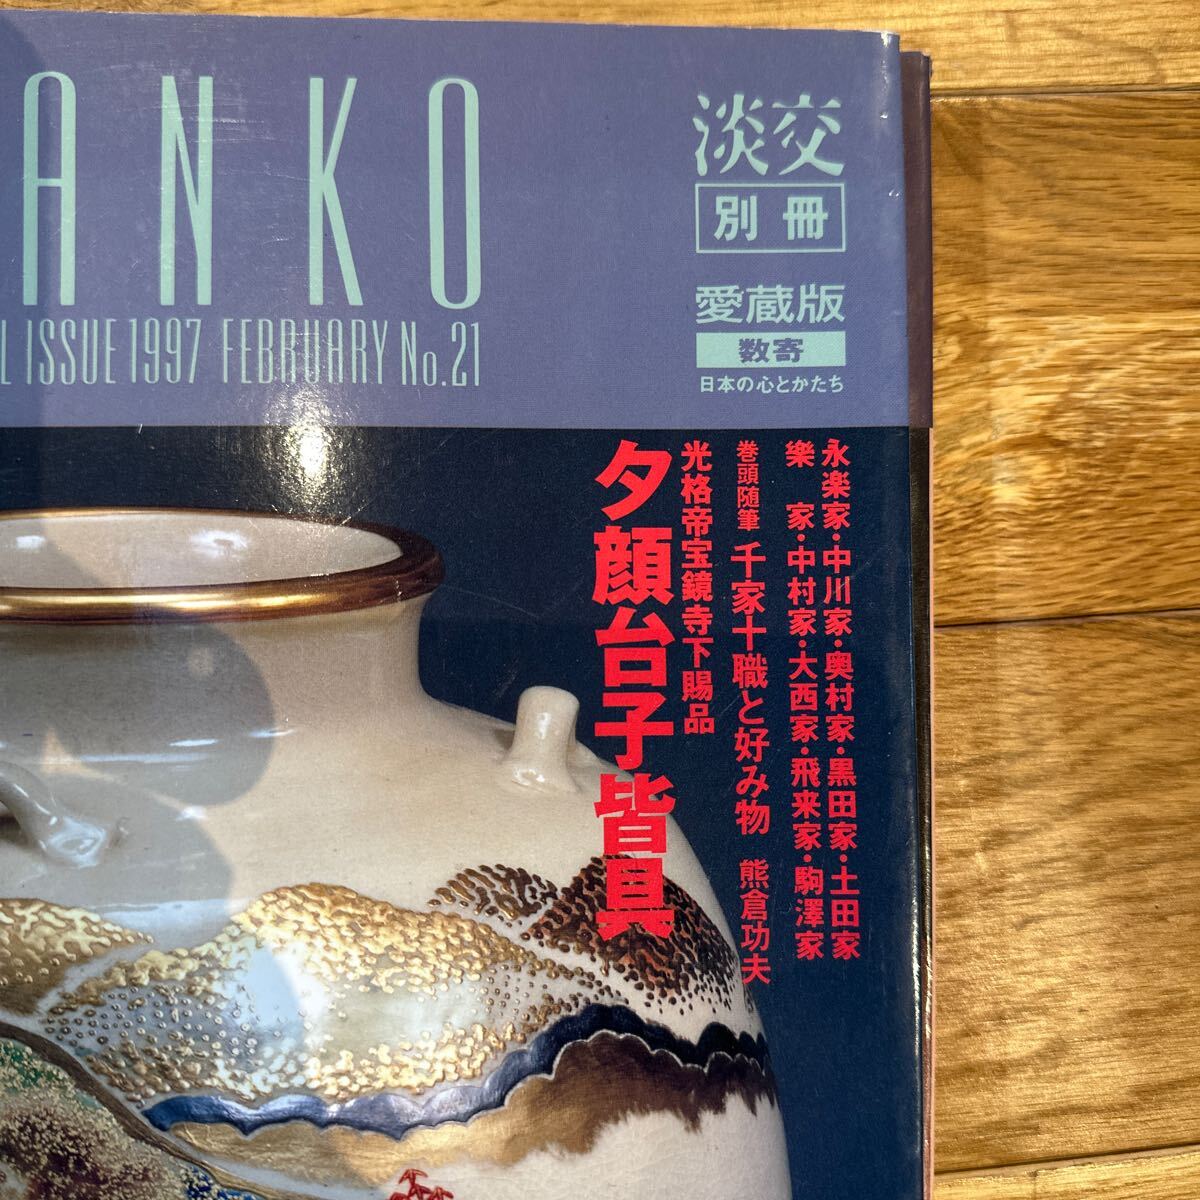 ANKO
L ISSUE 1997 FEBRUARY No.21
淡交
別冊
愛蔵版
数寄
日本の心とかたち
永楽家・中川家・奥村家・黒田家・土田家
樂 家・中村家・大西家・飛来家・駒澤家
巻頭随筆 千家十職と好み物 熊倉功夫
光格帝宝鏡寺下賜品
夕顔台子皆具